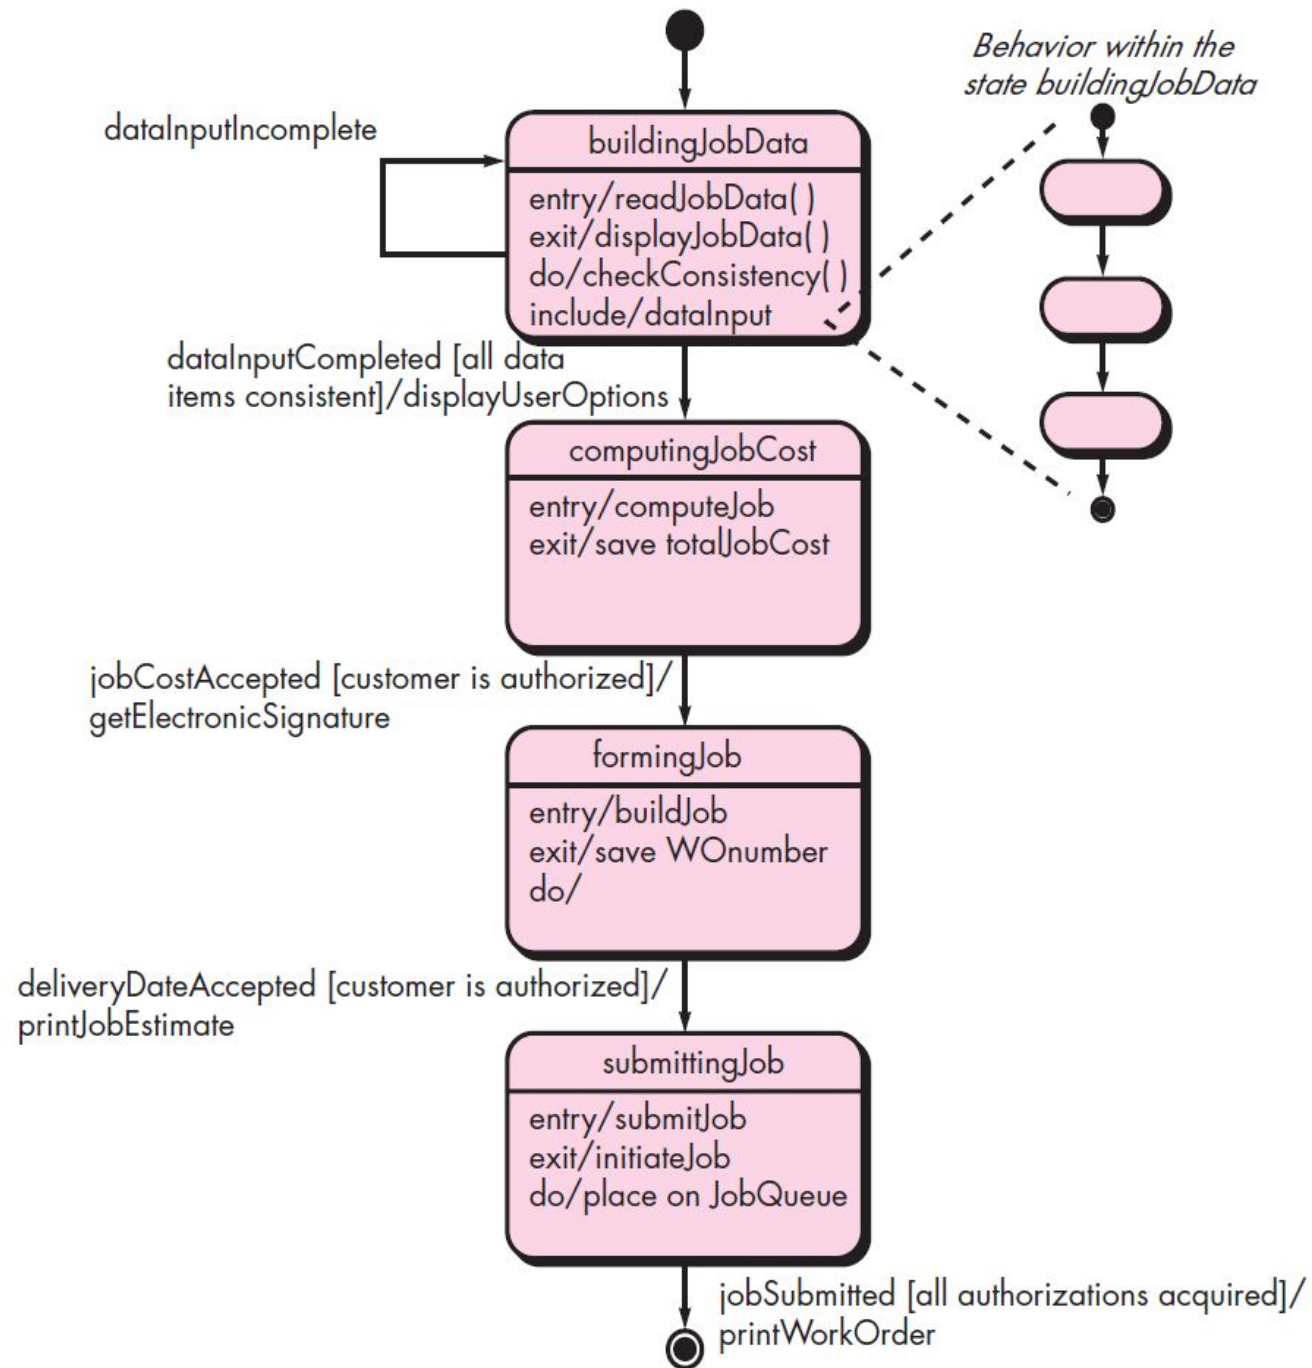 Behavior within the
state buildingJobData
dataInputIncomplete
buildingJobData
entry/readJobData( )
exit/displayJobData( )
do/checkConsistency( )
include/dataInput
dataInputCompleted [all data
items consistent]/displayUserOptions
computingJobCost
entry/computeJob
exit/save totalJobCost
jobCostAccepted [customer is authorized]/
getElectronicSignature
formingJob
entry/buildJob
exit/save WOnumber
do/
deliveryDateAccepted [customer is authorized]/
printJobEstimate
submittingJob
entry/submitJob
exit/initiateJob
do/place on JobQueue
jobSubmitted [all authorizations acquired]/
printWorkOrder